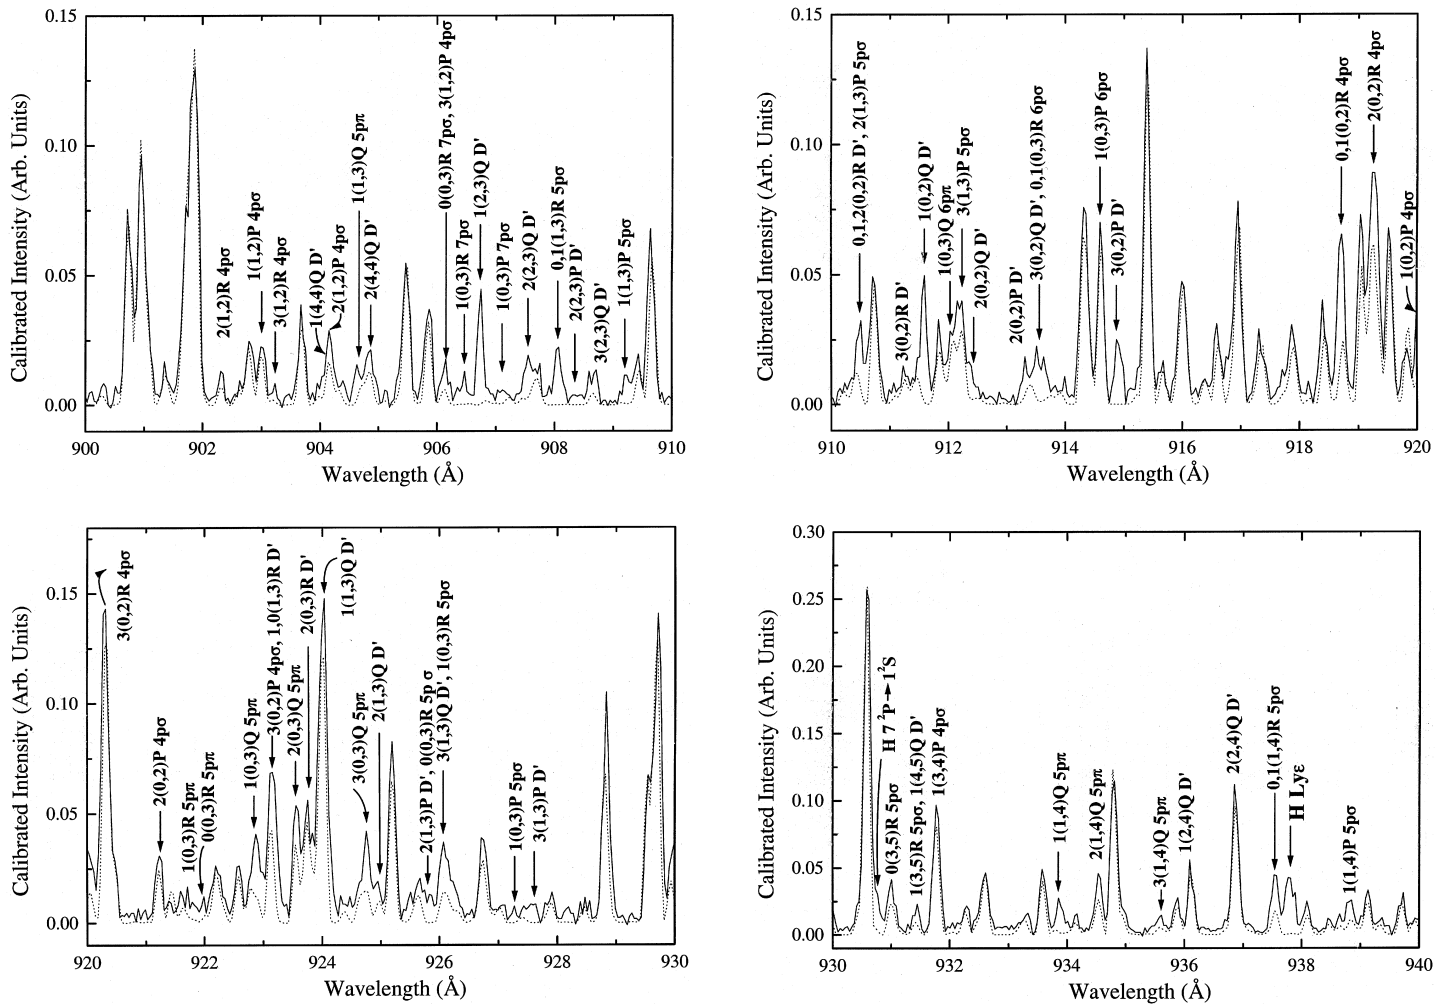 Calibrated Intensity (Arb. Units)
0.15
0.10
0.05
0.00
2(1,2)R 4pσ
1(1,2)P 4pσ
3(1,2)R 4pσ
1(4,4)Q D'
2(1,2)P 4pσ
1(1,3)Q 5pπ
2(4,4)Q D'
0(0,3)R 7pσ, 3(1,2)P 4pσ
1(0,3)R 7pσ
1(2,3)Q D'
1(0,3)P 7pσ
2(2,3)Q D'
0,1(1,3)R 5pσ
2(2,3)P D'
3(2,3)Q D'
1(1,3)P 5pσ
900 902 904 906 908 910
Wavelength (Å)
Calibrated Intensity (Arb. Units)
0.15
0.10
0.05
0.00
0,1,2(0,2)R D', 2(1,3)P 5pσ
3(0,2)R D'
1(0,2)Q D'
1(0,3)Q 6pπ
3(1,3)P 5pσ
2(0,2)Q D'
2(0,2)P D'
3(0,2)Q D', 0,1(0,3)R 6pσ
1(0,3)P 6pσ
3(0,2)P D'
0,1(0,2)R 4pσ
2(0,2)R 4pσ
1(0,2)P 4pσ
910 912 914 916 918 920
Wavelength (Å)
Calibrated Intensity (Arb. Units)
0.15
0.10
0.05
0.00
3(0,2)R 4pσ
2(0,2)P 4pσ
1(0,3)R 5pπ
0(0,3)R 5pπ
1(0,3)Q 5pπ
3(0,2)P 4pσ, 1,0(1,3)R D'
2(0,3)Q 5pπ
2(0,3)R D'
1(1,3)Q D'
3(0,3)Q 5pπ
2(1,3)Q D'
2(1,3)P D', 0(0,3)R 5p σ
3(1,3)Q D', 1(0,3)R 5pσ
1(0,3)P 5pσ
3(1,3)P D'
920 922 924 926 928 930
Wavelength (Å)
Calibrated Intensity (Arb. Units)
0.30
0.25
0.20
0.15
0.10
0.05
0.00
H 7 ²P→1²S
0(3,5)R 5pσ
1(3,5)R 5pσ, 1(4,5)Q D'
1(3,4)P 4pσ
1(1,4)Q 5pπ
2(1,4)Q 5pπ
3(1,4)Q 5pπ
1(2,4)Q D'
2(2,4)Q D'
0,1(1,4)R 5pσ
H Lyε
1(1,4)P 5pσ
930 932 934 936 938 940
Wavelength (Å)